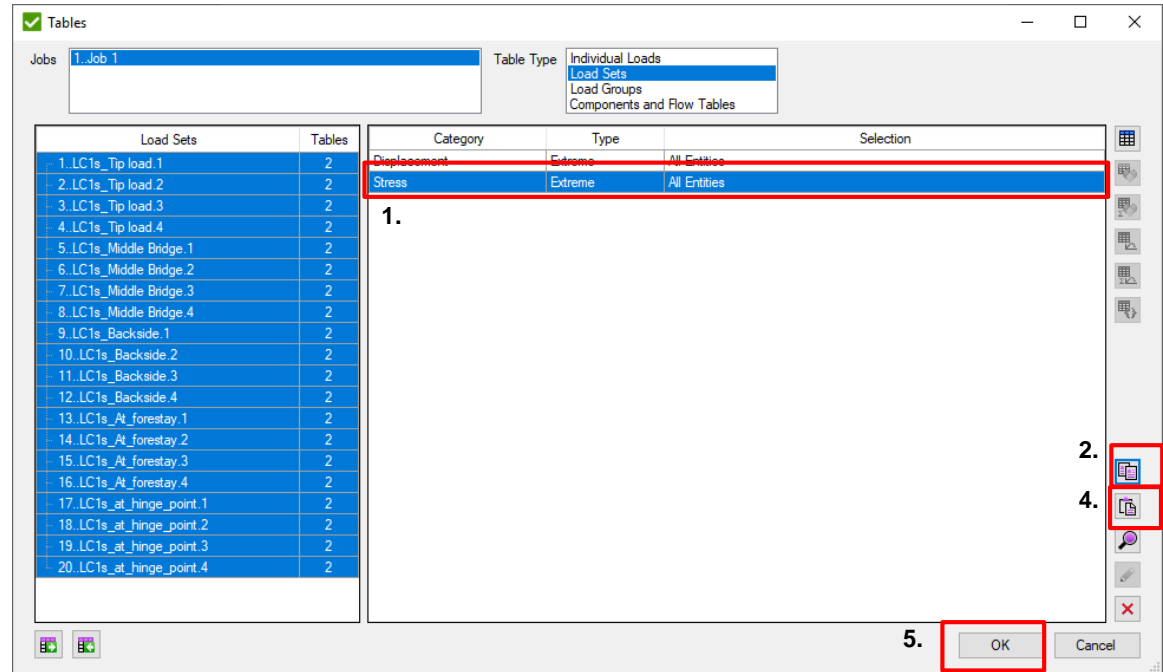 Tables
Jobs 1..Job 1 Table Type Individual Loads
Load Sets
Load Groups
Components and Flow Tables
Load Sets Tables Category Type Selection
1..LC1s_Tip load.1 2 Displacement Extreme All Entities
2..LC1s_Tip load.2 2 Stress Extreme All Entities
3..LC1s_Tip load.3 2
1.
4..LC1s_Tip load.4 2
5..LC1s_Middle Bridge.1 2
6..LC1s_Middle Bridge.2 2
7..LC1s_Middle Bridge.3 2
8..LC1s_Middle Bridge.4 2
9..LC1s_Backside.1 2
10..LC1s_Backside.2 2
11..LC1s_Backside.3 2
12..LC1s_Backside.4 2
13..LC1s_At_forestay.1 2
14..LC1s_At_forestay.2 2
2.
15..LC1s_At_forestay.3 2
16..LC1s_At_forestay.4 2
4.
17..LC1s_at_hinge_point.1 2
18..LC1s_at_hinge_point.2 2
19..LC1s_at_hinge_point.3 2
20..LC1s_at_hinge_point.4 2
5. OK Cancel